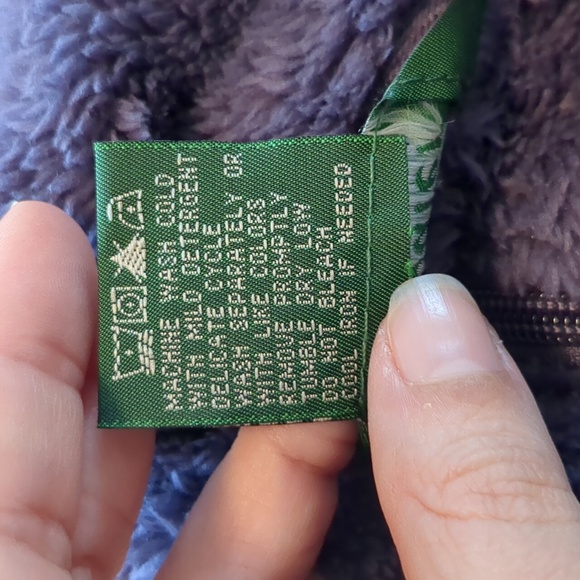 MACHINE WASH COLD
WITH MILD DETERGENT
DELICATE CYCLE
WASH SEPARATELY OR
WITH LIKE COLORS
REMOVE PROMPTLY
TUMBLE DRY LOW
DO NOT BLEACH
COOL IRON IF NEEDED